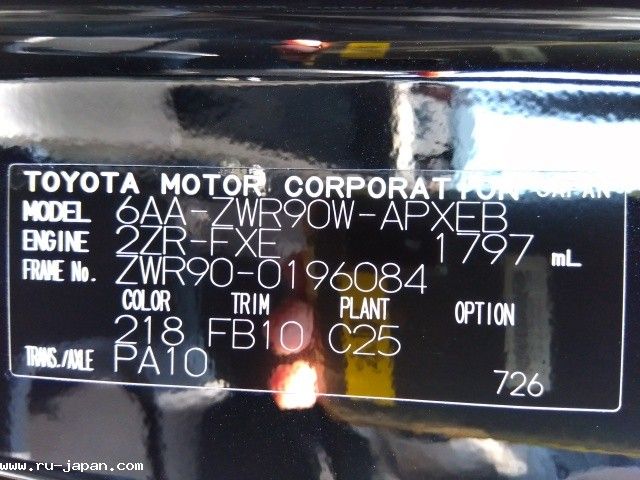 TOYOTA MOTOR CORPORATION JAPAN
MODEL 6AA-ZWR90W-APXEB
ENGINE 2ZR-FXE 1797 mL
FRAME No. ZWR90-0196084
COLOR TRIM PLANT OPTION
218 FB10 C25
TRANS./AXLE PA10
726
www.ru-japan.com